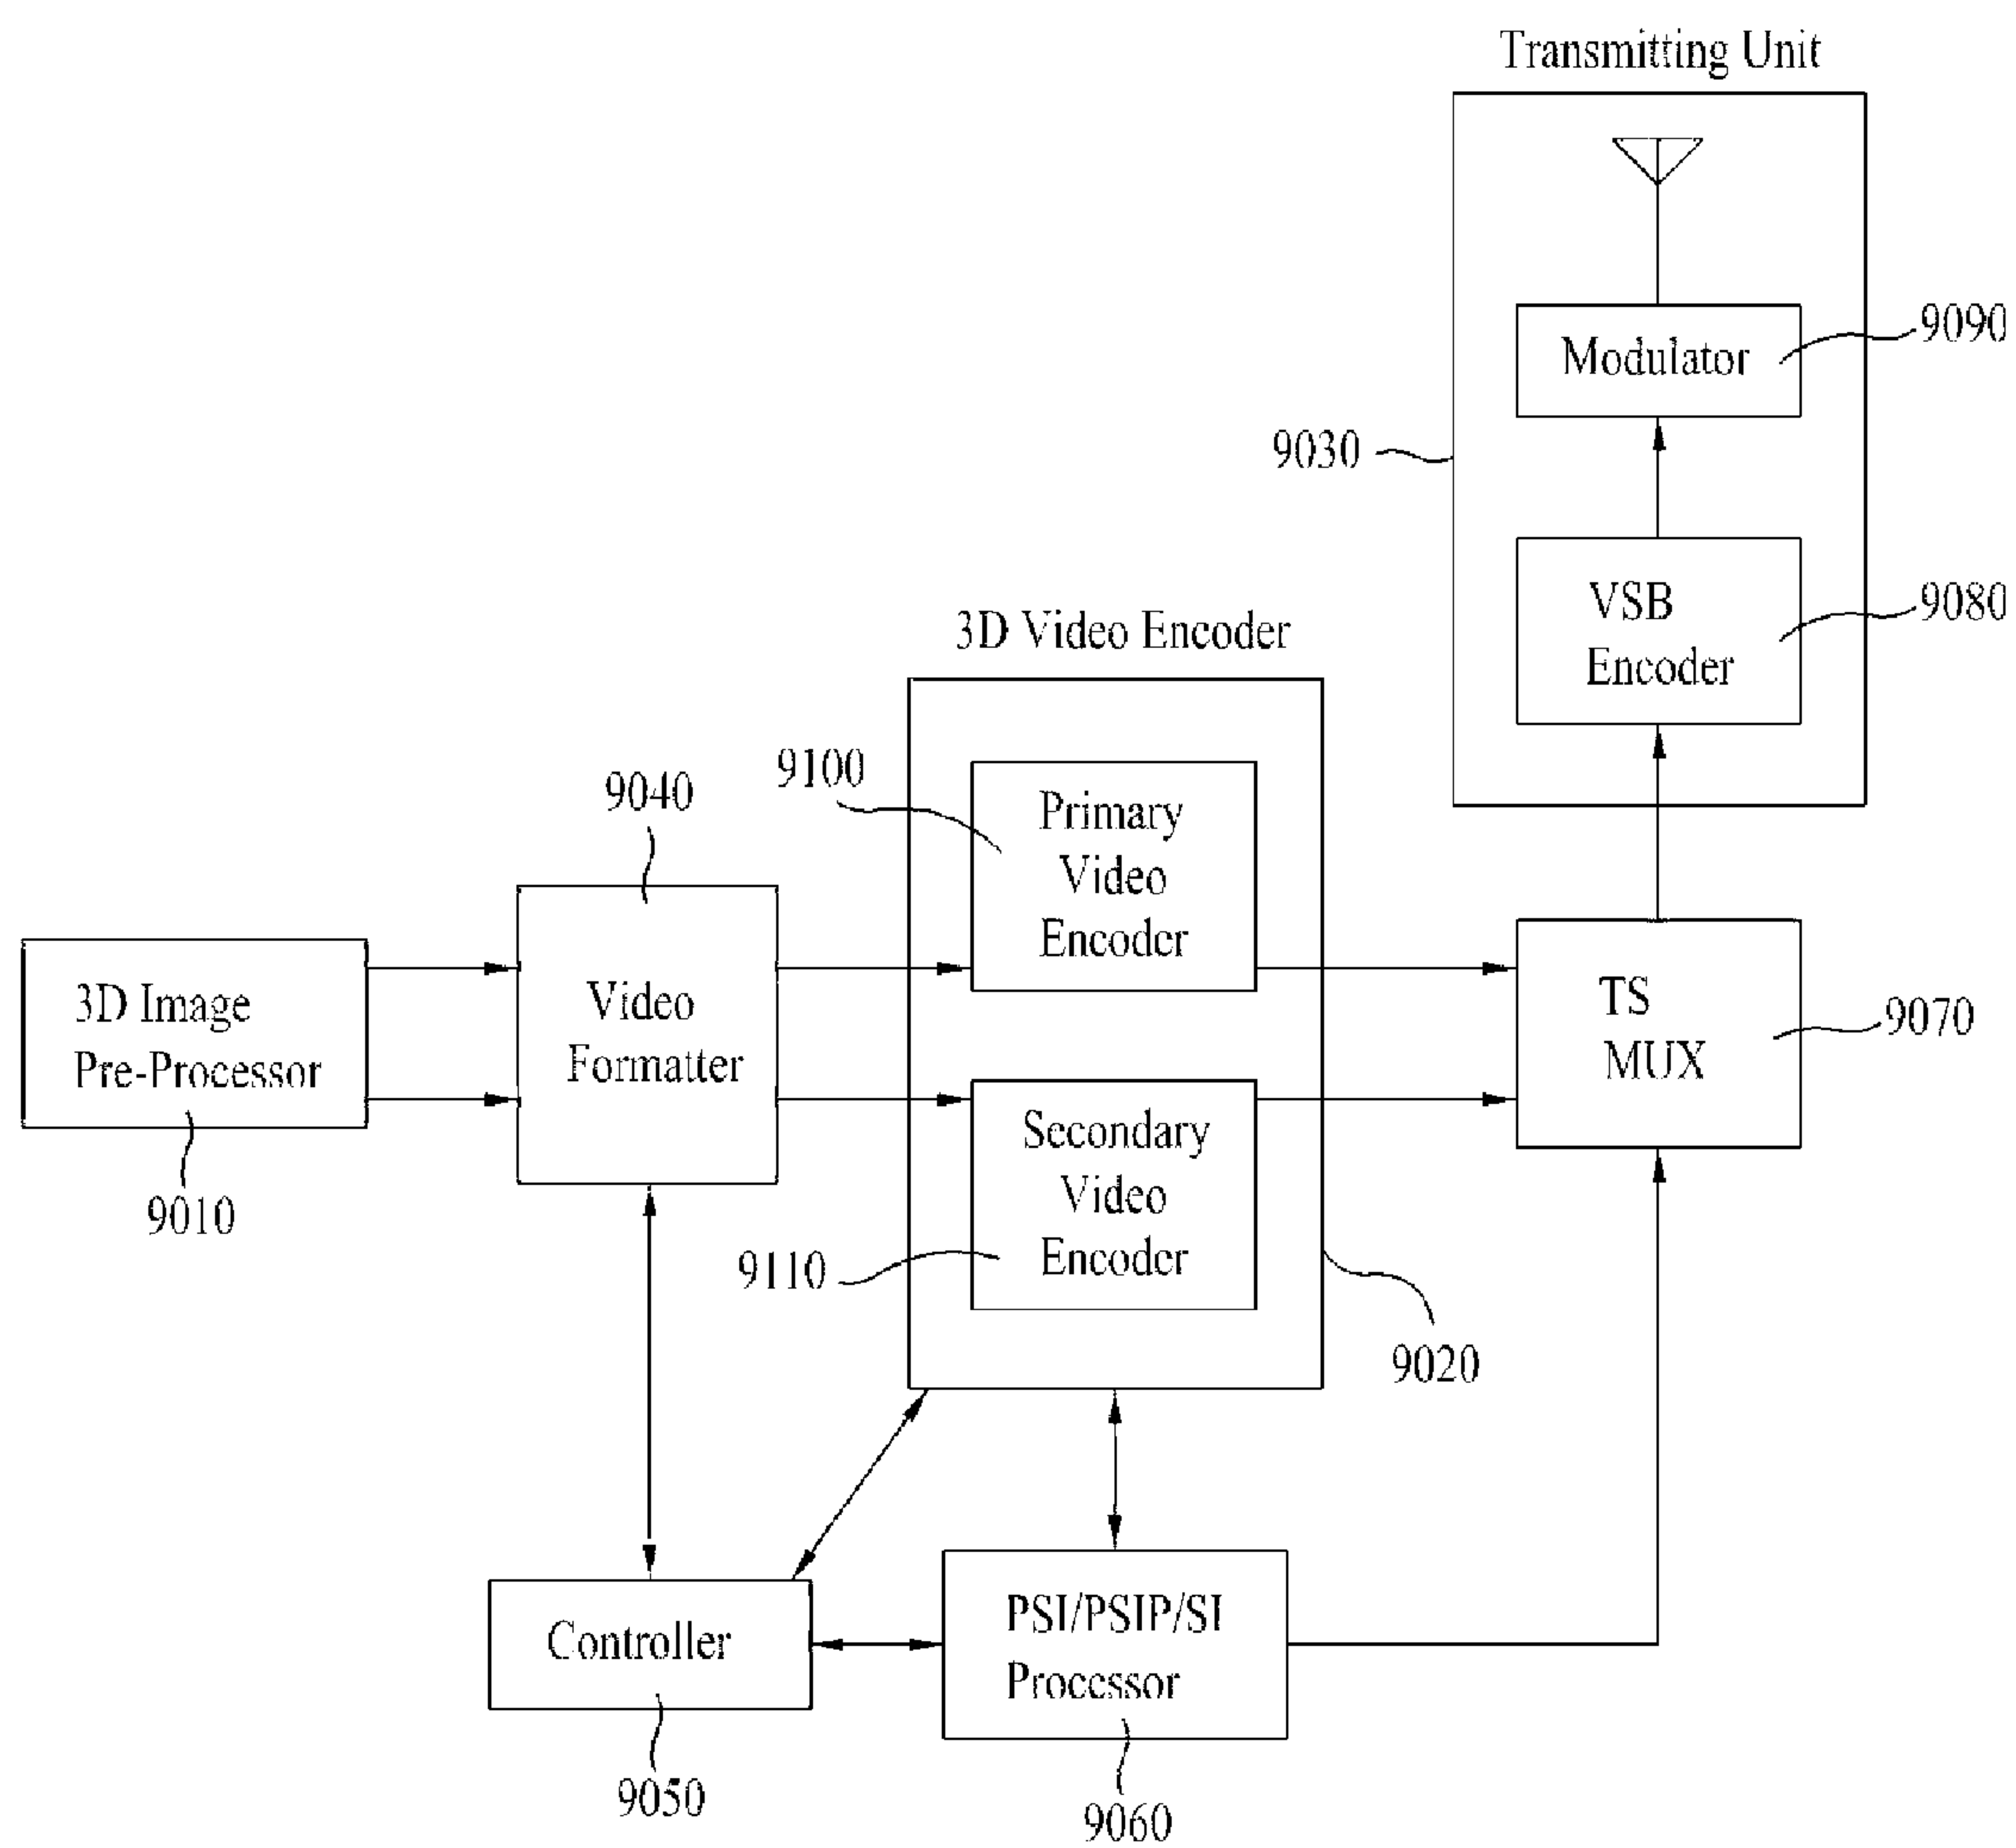 Transmitting Unit
Modulator
9090
9030
VSB
Encoder
9080
3D Video Encoder
9100
Primary
Video
Encoder
9040
3D Image
Pre-Processor
9010
Video
Formatter
TS
MUX
9070
Secondary
Video
Encoder
9110
9020
Controller
9050
PSI/PSIP/SI
Processor
9060